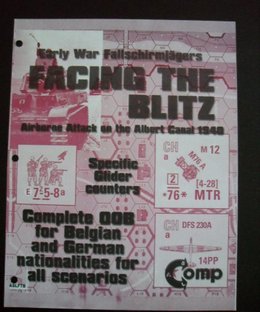 Early War Fallschirmjägers
FACING THE
BLITZ
Airborne Attack on the Albert Canal 1940
Specific
Glider
counters
E 7-5-8a
CH
a
M 12
M76 A
2
[4-28]
*76* MTR
Complete OOB
for Belgian
and German
nationalities for
all scenarios
CH
a
DFS 230A
14PP
Comp